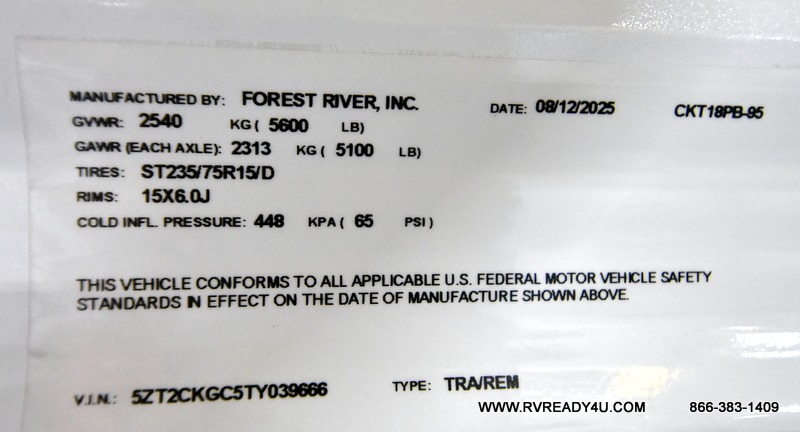 MANUFACTURED BY: FOREST RIVER, INC. DATE: 08/12/2025 CKT18PB-95
GVWR: 2540 KG ( 5600 LB)
GAWR (EACH AXLE): 2313 KG ( 5100 LB)
TIRES: ST235/75R15/D
RIMS: 15X6.0J
COLD INFL. PRESSURE: 448 KPA ( 65 PSI )
THIS VEHICLE CONFORMS TO ALL APPLICABLE U.S. FEDERAL MOTOR VEHICLE SAFETY
STANDARDS IN EFFECT ON THE DATE OF MANUFACTURE SHOWN ABOVE.
V.I.N.: 5ZT2CKGC5TY039666 TYPE: TRA/REM
WWW.RVREADY4U.COM 866-383-1409